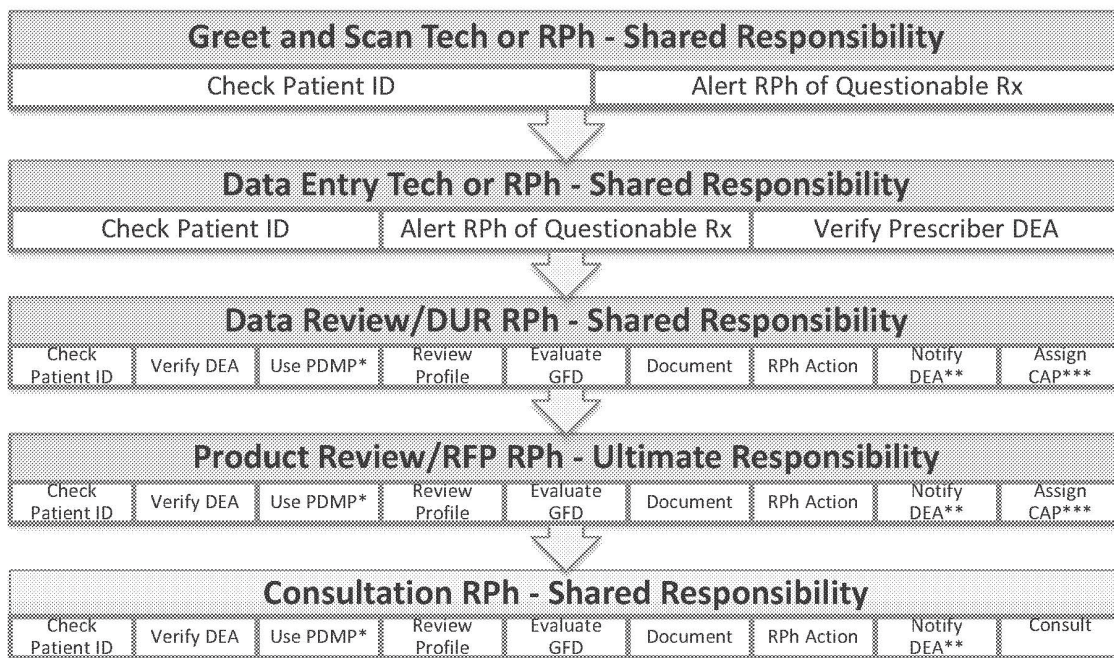 Greet and Scan Tech or RPh - Shared Responsibility
Check Patient ID
Alert RPh of Questionable Rx
Data Entry Tech or RPh - Shared Responsibility
Check Patient ID
Alert RPh of Questionable Rx
Verify Prescriber DEA
Data Review/DUR RPh - Shared Responsibility
Check
Patient ID
Verify DEA
Use PDMP*
Review
Profile
Evaluate
GFD
Document
RPh Action
Notify
DEA**
Assign
CAP***
Product Review/RFP RPh - Ultimate Responsibility
Check
Patient ID
Verify DEA
Use PDMP*
Review
Profile
Evaluate
GFD
Document
RPh Action
Notify
DEA**
Assign
CAP***
Consultation RPh - Shared Responsibility
Check
Patient ID
Verify DEA
Use PDMP*
Review
Profile
Evaluate
GFD
Document
RPh Action
Notify
DEA**
Consult